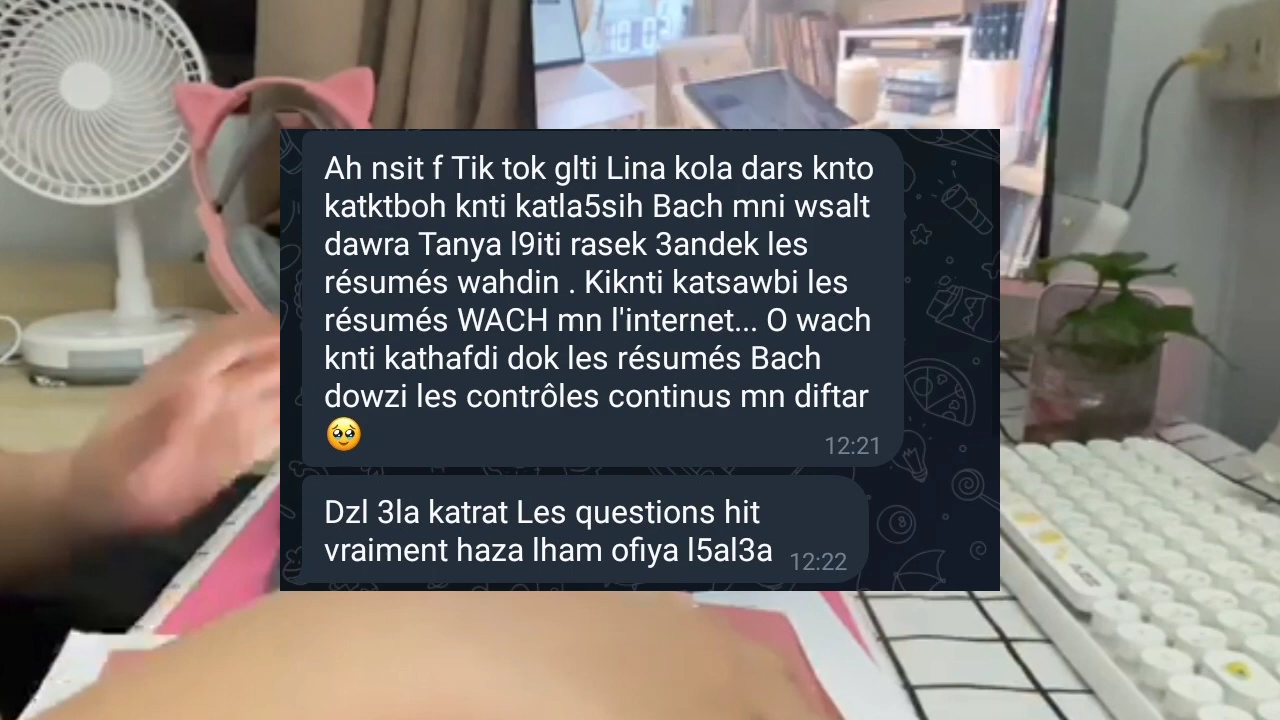 Ah nsit f Tik tok glti Lina kola dars knto
katktboh knti katla5sih Bach mni wsalt
dawra Tanya l9iti rasek 3andek les
résumés wahdin . Kiknti katsawbi les
résumés WACH mn l'internet... O wach
knti kathafdi dok les résumés Bach
dowzi les contrôles continus mn diftar
🥹
12:21
Dzl 3la katrat Les questions hit
vraiment haza lham ofiya l5al3a
12:22